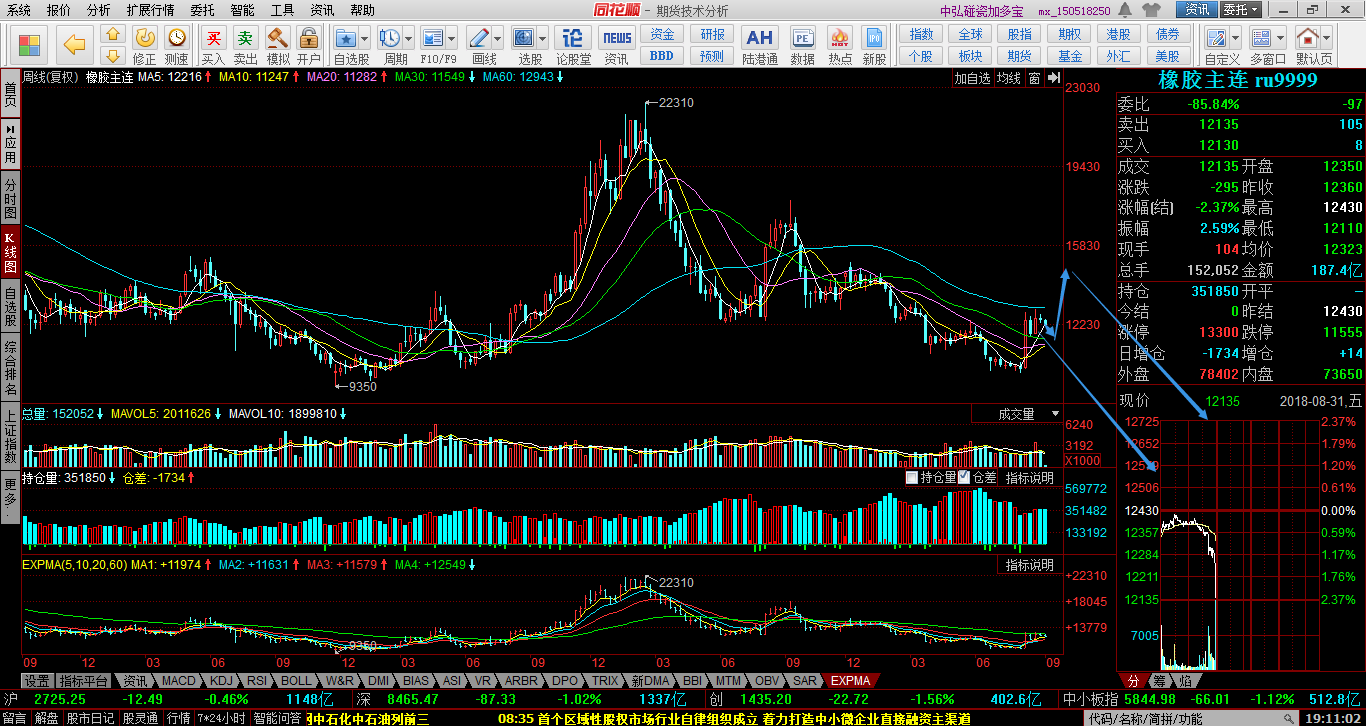 系统 报价 分析 扩展行情 委托 智能 工具 资讯 帮助 同花顺 - 期货技术分析 中弘碰瓷加多宝 mx_150518250 资讯 委托
修正 测速 买入 卖出 模拟 开户 自选股 周期 F10/F9 画线 选股 论股堂 资讯 资金 BBD 研报 预测 陆港通 数据 热点 新股 指数 个股 全球 板块 股指 期货 期权 基金 港股 外汇 债券 美股 自定义 多窗口 默认页
买 卖 论 NEWS AH PE HOT IPO
首页
应用
分时图
K线图
自选股
综合排名
上证指数
更多
周线(复权) 橡胶主连 MA5: 12216↑ MA10: 11247↑ MA20: 11282↑ MA30: 11549↓ MA60: 12943↓ 加自选 均线 窗
22310
9350
23030
19430
15830
12230
总量: 152052↓ MAVOL5: 2011626↓ MAVOL10: 1899810↓ 成交量
6240
3192
X1000
持仓量: 351850↓ 仓差: -1734↑ 持仓量 仓差 指标说明
569772
351482
133192
EXPMA(5,10,20,60) MA1: +11974↑ MA2: +11631↑ MA3: +11579↑ MA4: +12549↓ 指标说明
22310
9350
+22310
+18045
+13779
09 12 03 06 09 12 03 06 09 12 03 06 09 12 03 06 09
设置 指标平台 资讯 MACD KDJ RSI BOLL W&R DMI BIAS ASI VR ARBR DPO TRIX 新DMA BBI MTM OBV SAR EXPMA
橡胶主连 ru9999
委比 -85.84% -97
卖出 12135 105
买入 12130 8
成交 12135 开盘 12350
涨跌 -295 昨收 12360
涨幅(结) -2.37% 最高 12430
振幅 2.59% 最低 12110
现手 104 均价 12323
总手 152,052 金额 187.4亿
持仓 351850 开平 –
今结 0 昨结 12430
涨停 13300 跌停 11555
日增仓 -1734 增仓 +14
外盘 78402 内盘 73650
现价 12135 2018-08-31,五
12725 2.37%
12652 1.79%
1.20%
12506 0.61%
12430 0.00%
12357 0.59%
12284 1.17%
12211 1.76%
12135 2.37%
7005
分 筹 焰
沪 2725.25 -12.49 -0.46% 1148亿 深 8465.47 -87.33 -1.02% 1337亿 创 1435.20 -22.72 -1.56% 402.6亿 中小板指 5844.98 -66.01 -1.12% 512.8亿
留言 解盘 股市日记 股灵通 行情 7*24小时 智能问答 中石化中石油列前三 08:35 首个区域性股权市场行业自律组织成立 着力打造中小微企业直接融资主渠道 代码/名称/简拼/功能 19:11:02